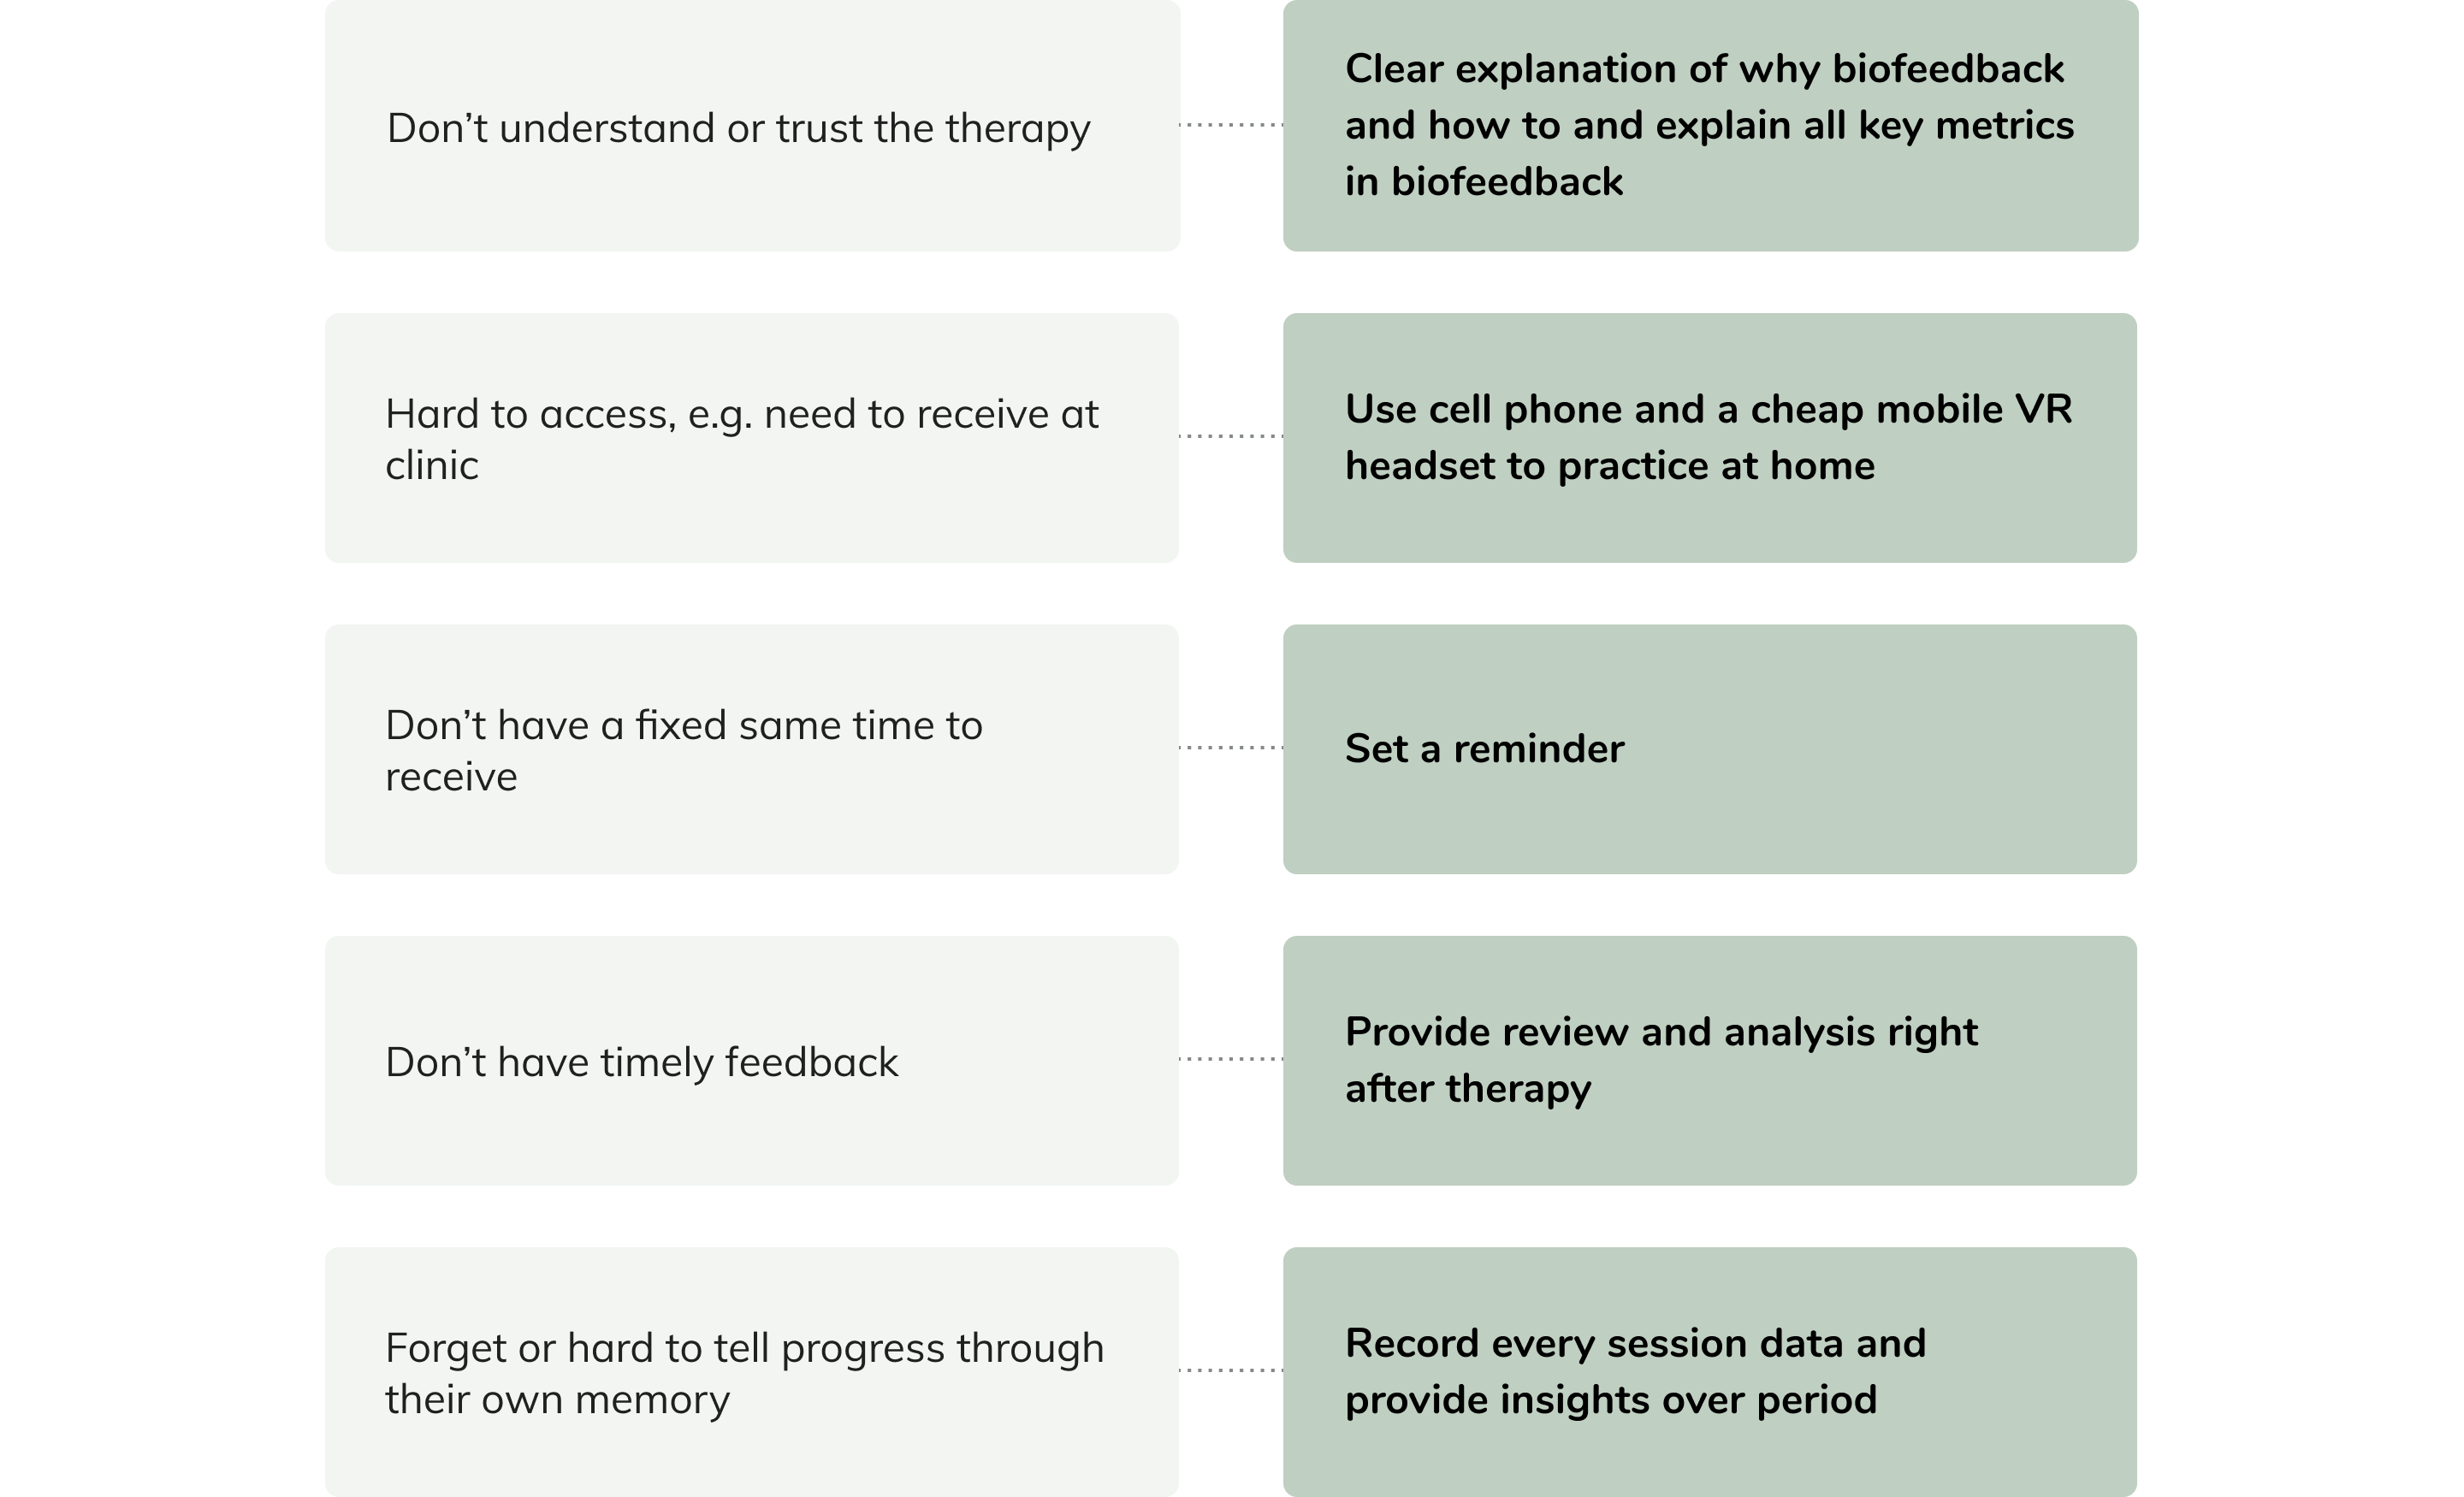 Don’t understand or trust the therapy
Clear explanation of why biofeedback
and how to and explain all key metrics
in biofeedback
Hard to access, e.g. need to receive at
clinic
Use cell phone and a cheap mobile VR
headset to practice at home
Don’t have a fixed same time to
receive
Set a reminder
Don’t have timely feedback
Provide review and analysis right
after therapy
Forget or hard to tell progress through
their own memory
Record every session data and
provide insights over period